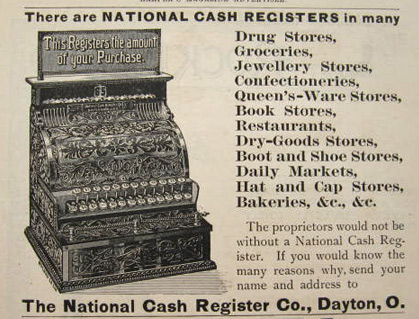 There are NATIONAL CASH REGISTERS in many
This Registers the amount
of your Purchase.
Drug Stores,
Groceries,
Jewellery Stores,
Confectioneries,
Queen's-Ware Stores,
Book Stores,
Restaurants,
Dry-Goods Stores,
Boot and Shoe Stores,
Daily Markets,
Hat and Cap Stores,
Bakeries, &c., &c.
The proprietors would not be
without a National Cash Reg-
ister. If you would know the
many reasons why, send your
name and address to
The National Cash Register Co., Dayton, O.